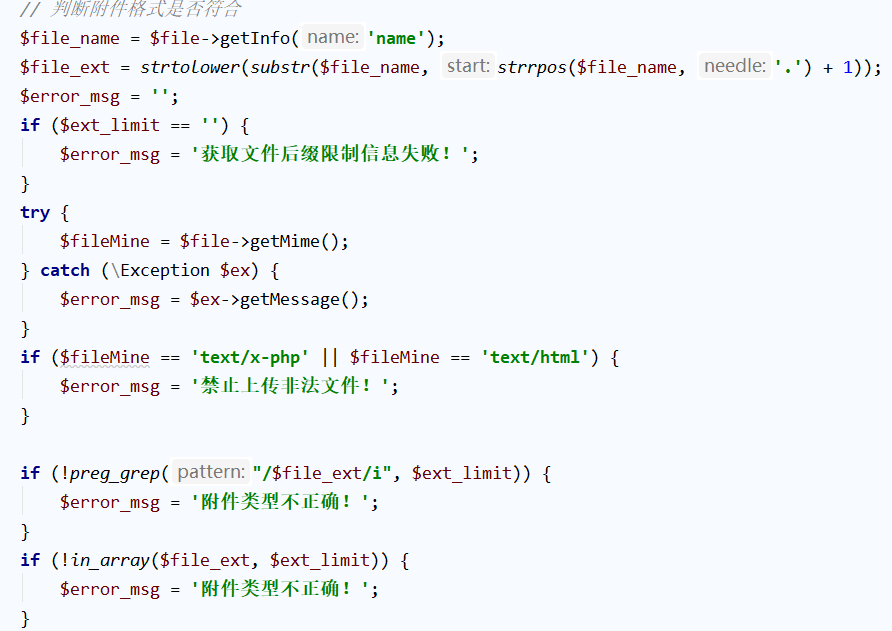 // 判断附件格式是否符合
$file_name = $file->getInfo( name: 'name');
$file_ext = strtolower(substr($file_name, start: strrpos($file_name, needle: '.') + 1));
$error_msg = '';
if ($ext_limit == '') {
$error_msg = '获取文件后缀限制信息失败！';
}
try {
$fileMine = $file->getMime();
} catch (\Exception $ex) {
$error_msg = $ex->getMessage();
}
if ($fileMine == 'text/x-php' || $fileMine == 'text/html') {
$error_msg = '禁止上传非法文件！';
}
if (!preg_grep( pattern: "/$file_ext/i", $ext_limit)) {
$error_msg = '附件类型不正确！';
}
if (!in_array($file_ext, $ext_limit)) {
$error_msg = '附件类型不正确！';
}